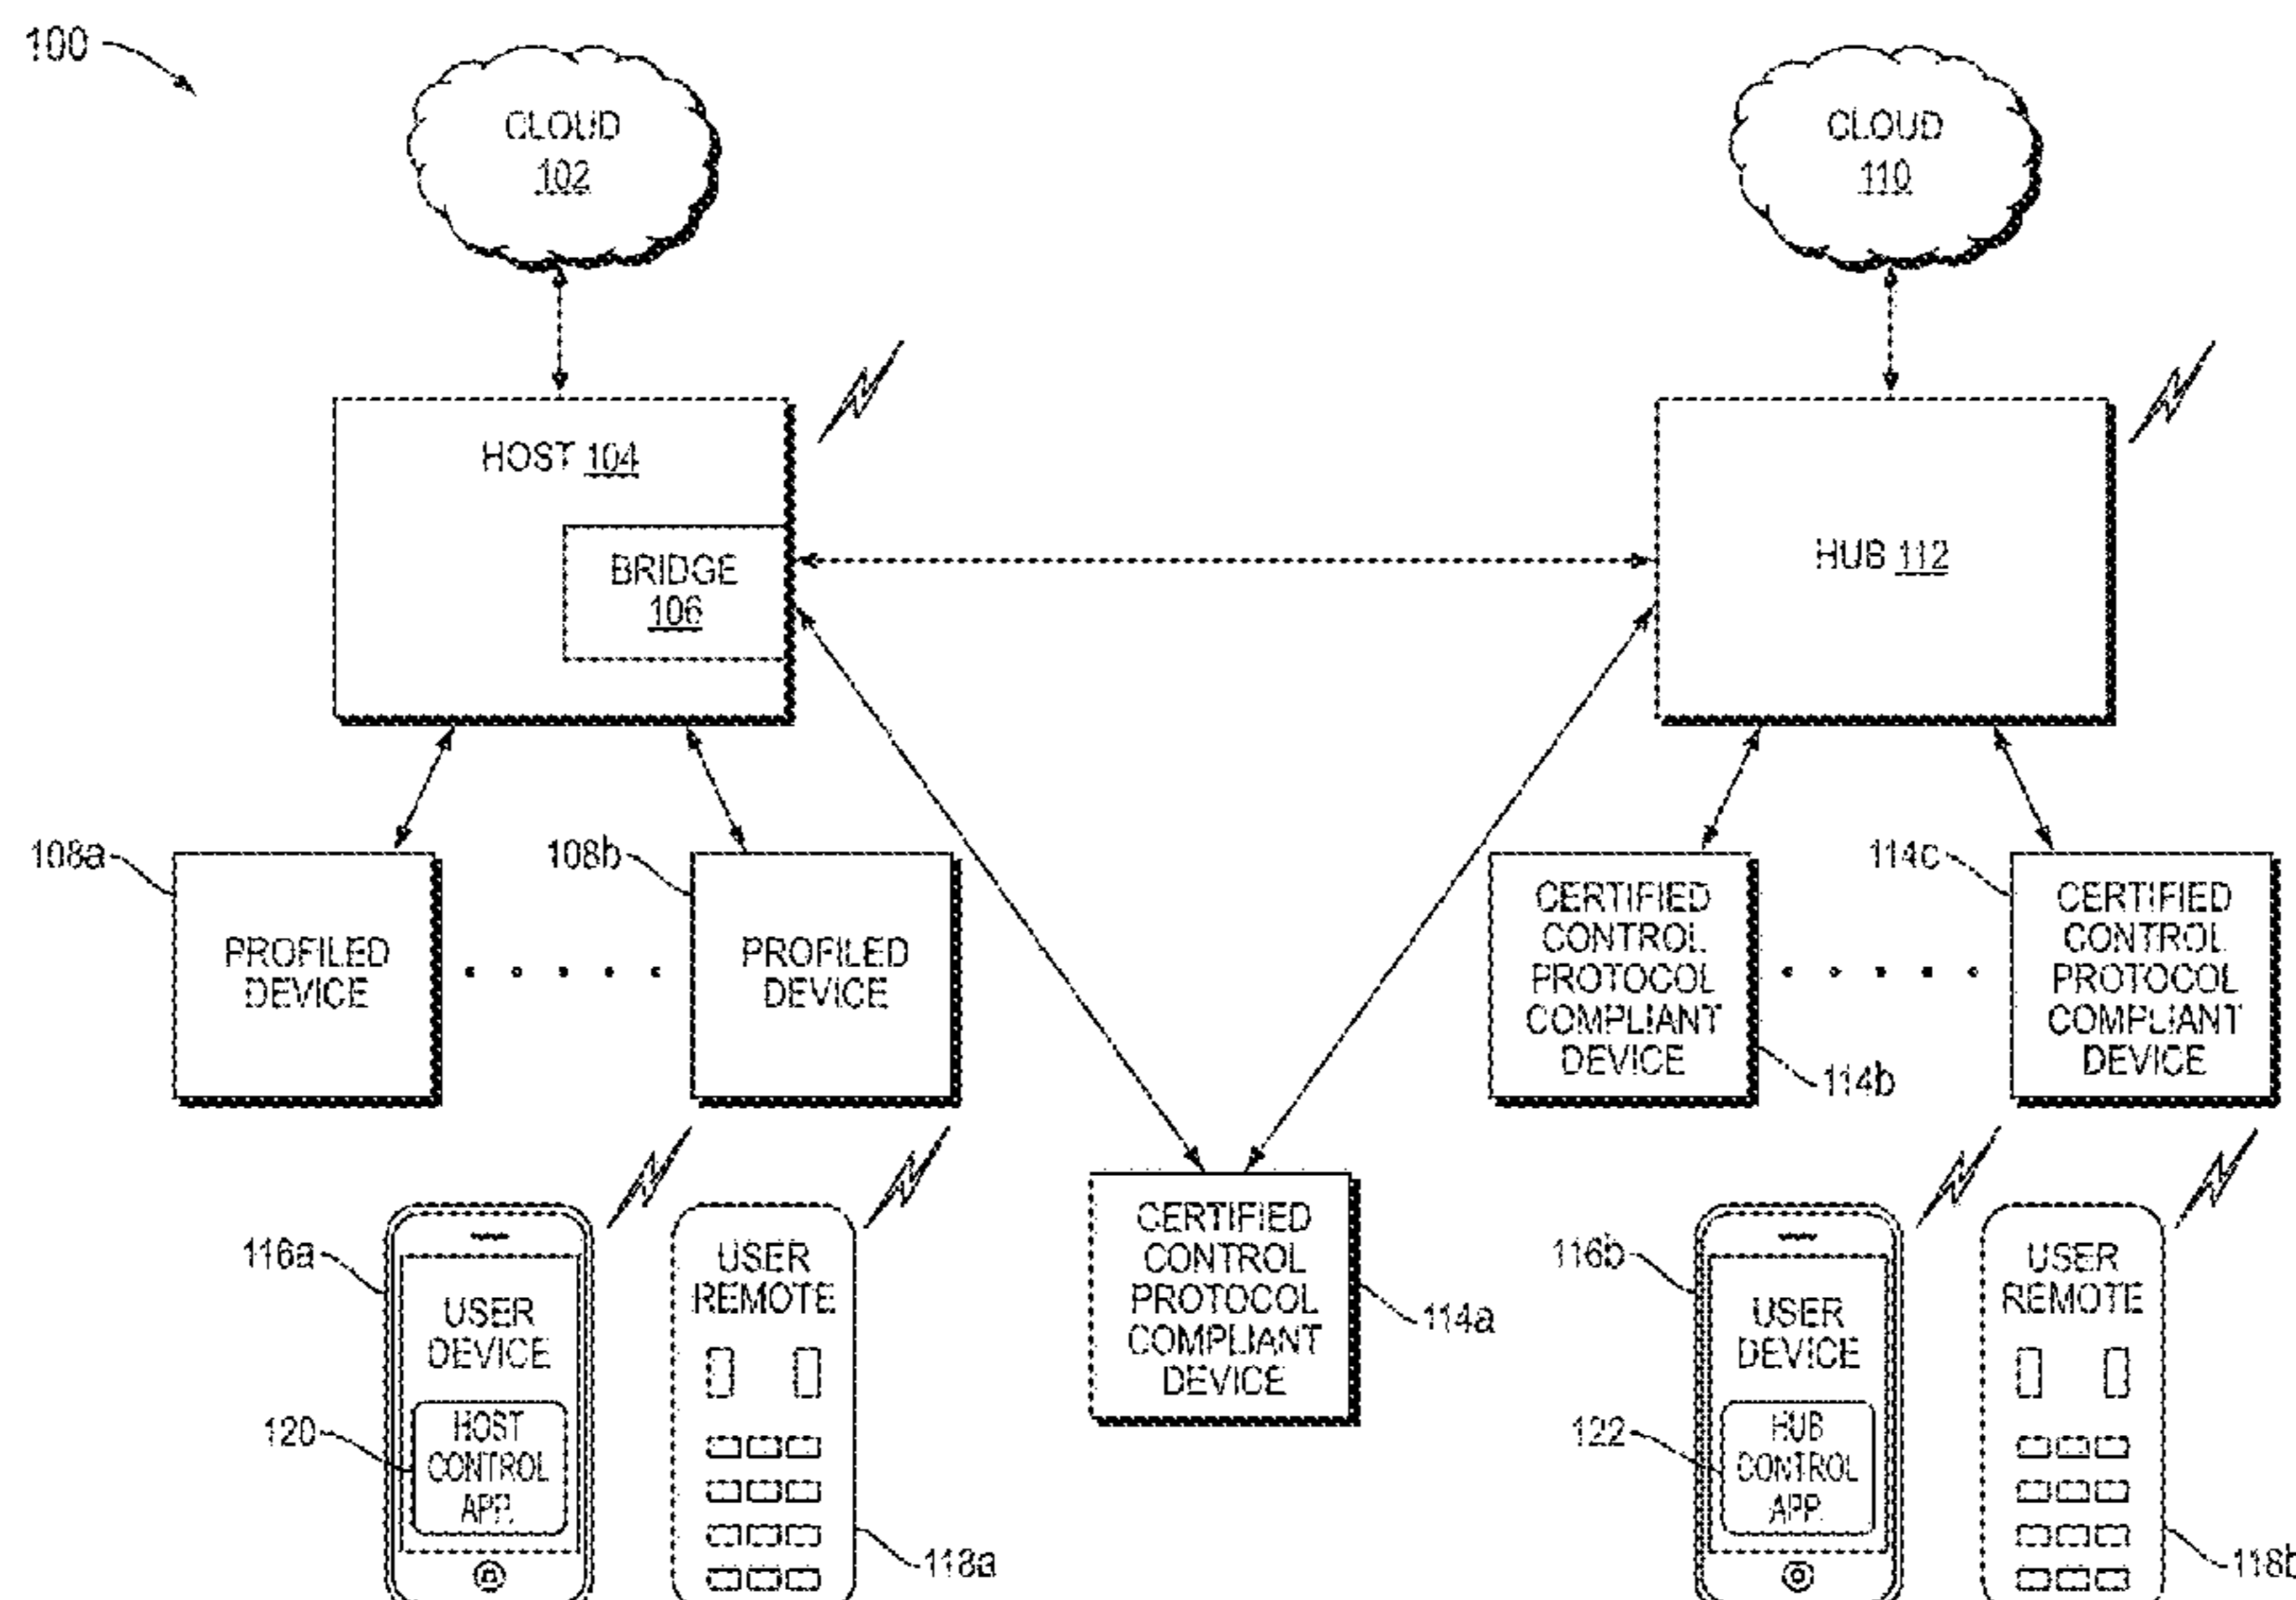 100
CLOUD
102
CLOUD
110
HOST 104
BRIDGE
106
HUB 112
108a
PROFILED
DEVICE
108b
PROFILED
DEVICE
CERTIFIED
CONTROL
PROTOCOL
COMPLIANT
DEVICE
114b
114c
CERTIFIED
CONTROL
PROTOCOL
COMPLIANT
DEVICE
116a
USER
DEVICE
120
HOST
CONTROL
APP.
USER
REMOTE
118a
CERTIFIED
CONTROL
PROTOCOL
COMPLIANT
DEVICE
114a
116b
USER
DEVICE
122
HUB
CONTROL
APP.
USER
REMOTE
118b